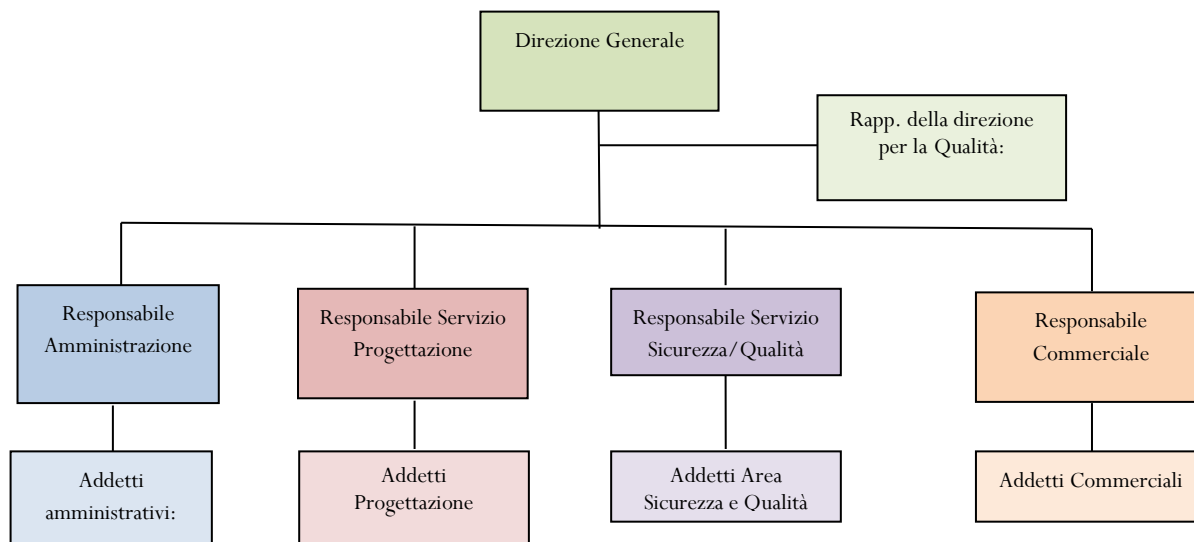 Direzione Generale
Rapp. della direzione
per la Qualità:
Responsabile
Amministrazione
Responsabile Servizio
Progettazione
Responsabile Servizio
Sicurezza/Qualità
Responsabile
Commerciale
Addetti
amministrativi:
Addetti
Progettazione
Addetti Area
Sicurezza e Qualità
Addetti Commerciali